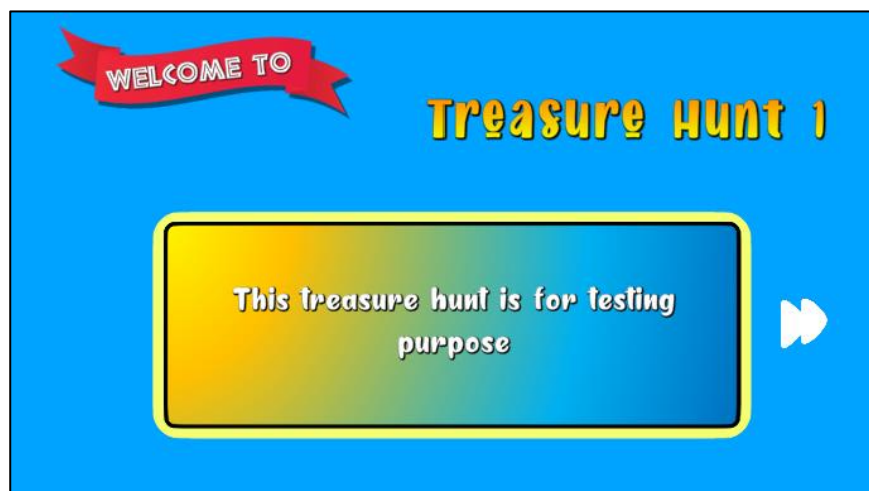 WELCOME TO
Treasure Hunt 1
This treasure hunt is for testing
purpose